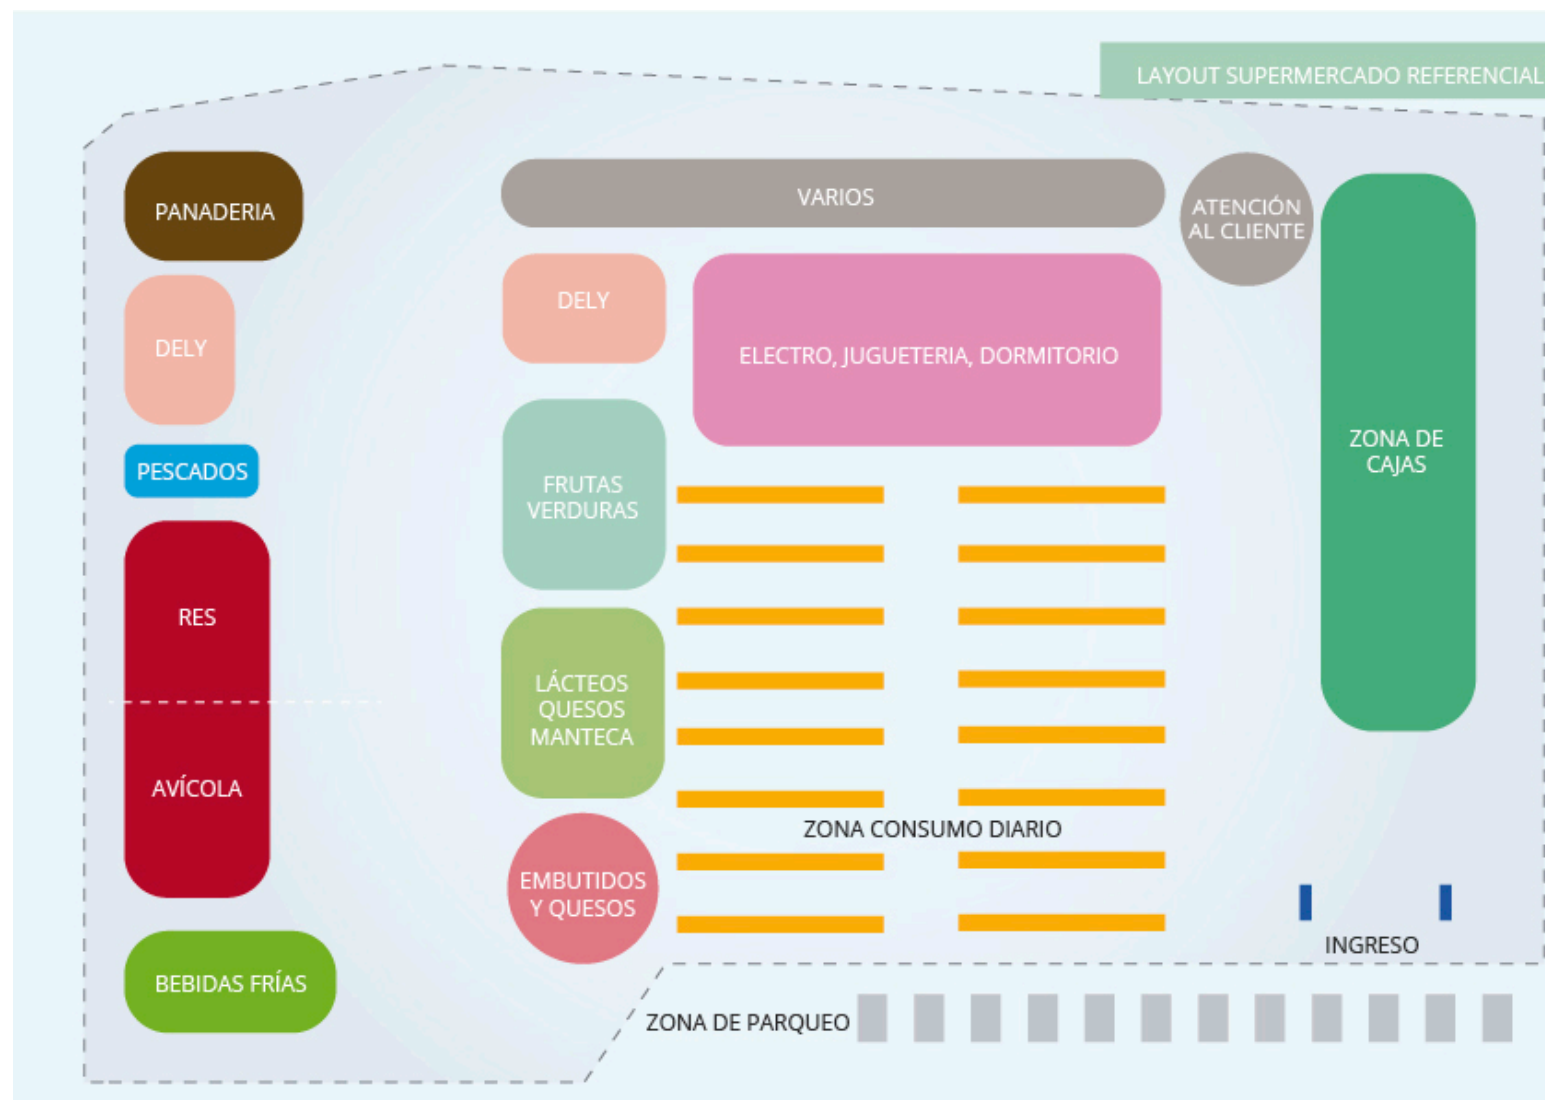 LAYOUT SUPERMERCADO REFERENCIAL
PANADERIA
DELY
PESCADOS
RES
AVÍCOLA
BEBIDAS FRÍAS
VARIOS
DELY
FRUTAS
VERDURAS
LÁCTEOS
QUESOS
MANTECA
EMBUTIDOS
Y QUESOS
ELECTRO, JUGUETERIA, DORMITORIO
ZONA CONSUMO DIARIO
ATENCIÓN
AL CLIENTE
ZONA DE
CAJAS
INGRESO
ZONA DE PARQUEO